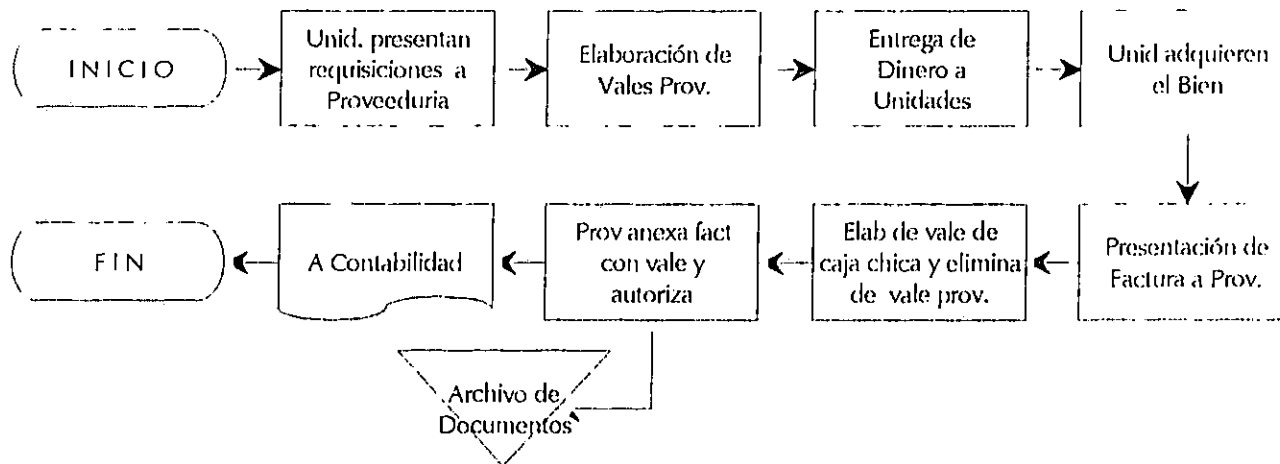 INICIO
Unid. presentan
requisiciones a
Proveeduria
Elaboración de
Vales Prov.
Entrega de
Dinero a
Unidades
Unid adquieren
el Bien
Presentación de
Factura a Prov.
Elab de vale de
caja chica y elimina
de vale prov.
Prov anexa fact
con vale y
autoriza
A Contabilidad
FIN
Archivo de
Documentos